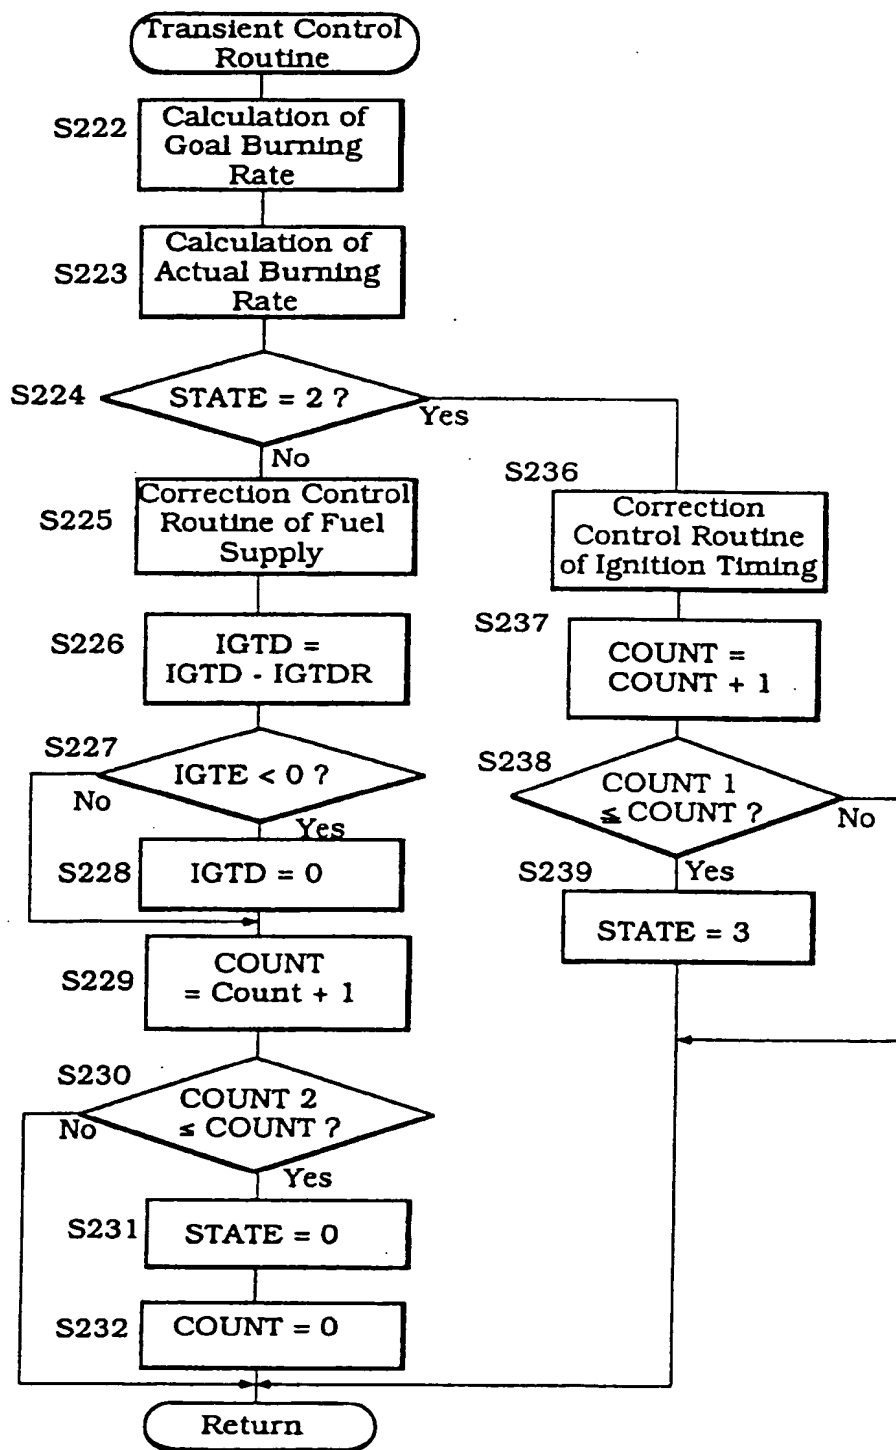 Transient Control
Routine
S222
Calculation of
Goal Burning
Rate
S223
Calculation of
Actual Burning
Rate
S224
STATE = 2 ?
Yes
No
S225
Correction Control
Routine of Fuel
Supply
S226
IGTD =
IGTD - IGTDR
S227
IGTE < 0 ?
No
Yes
S228
IGTD = 0
S229
COUNT
= Count + 1
S230
COUNT 2
≤ COUNT ?
No
Yes
S231
STATE = 0
S232
COUNT = 0
Return
S236
Correction
Control Routine
of Ignition Timing
S237
COUNT =
COUNT + 1
S238
COUNT 1
≦ COUNT ?
No
Yes
S239
STATE = 3